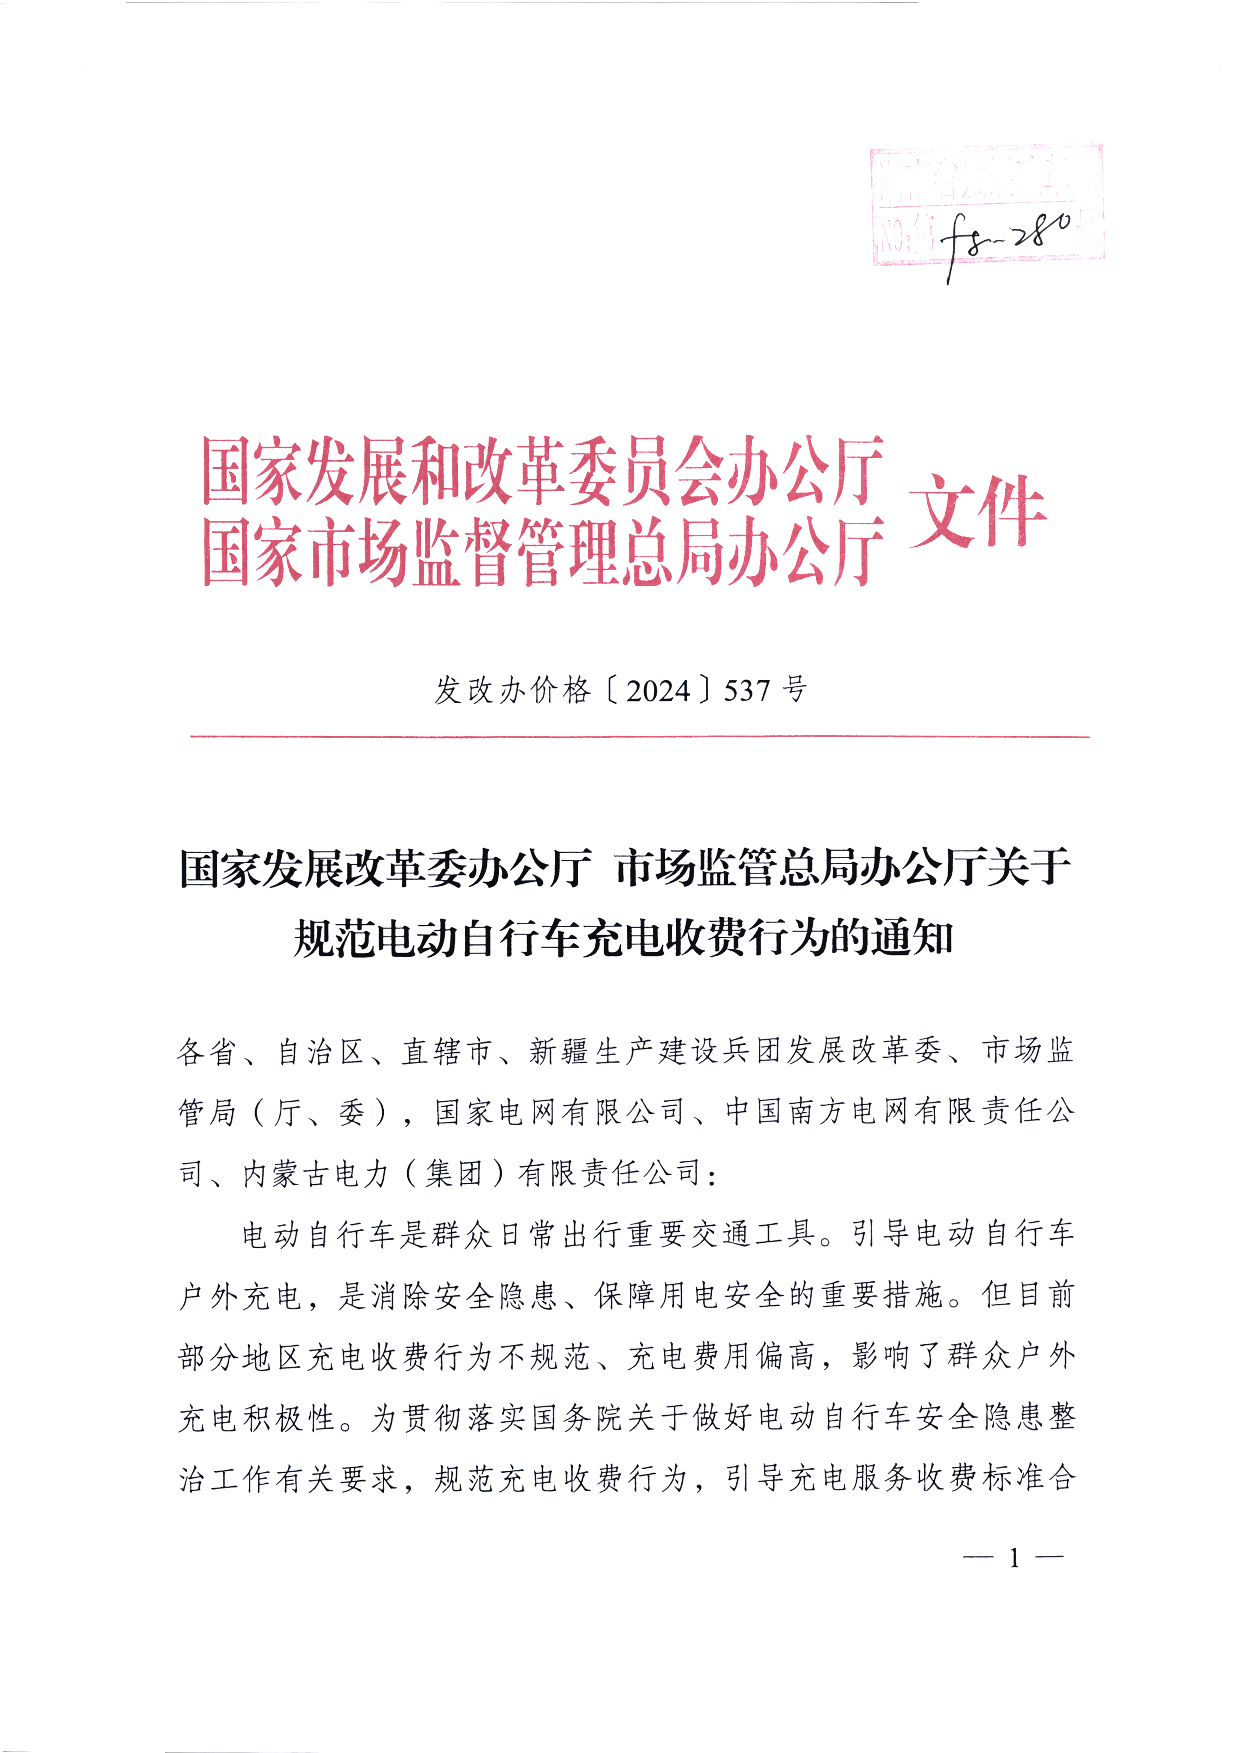 fg-280
国家发展和改革委员会办公厅
国家市场监督管理总局办公厅
文件
发改办价格〔2024〕537 号
国家发展改革委办公厅 市场监管总局办公厅关于
规范电动自行车充电收费行为的通知
各省、自治区、直辖市、新疆生产建设兵团发展改革委、市场监
管局（厅、委），国家电网有限公司、中国南方电网有限责任公
司、内蒙古电力（集团）有限责任公司：
电动自行车是群众日常出行重要交通工具。引导电动自行车
户外充电，是消除安全隐患、保障用电安全的重要措施。但目前
部分地区充电收费行为不规范、充电费用偏高，影响了群众户外
充电积极性。为贯彻落实国务院关于做好电动自行车安全隐患整
治工作有关要求，规范充电收费行为，引导充电服务收费标准合
— 1 —